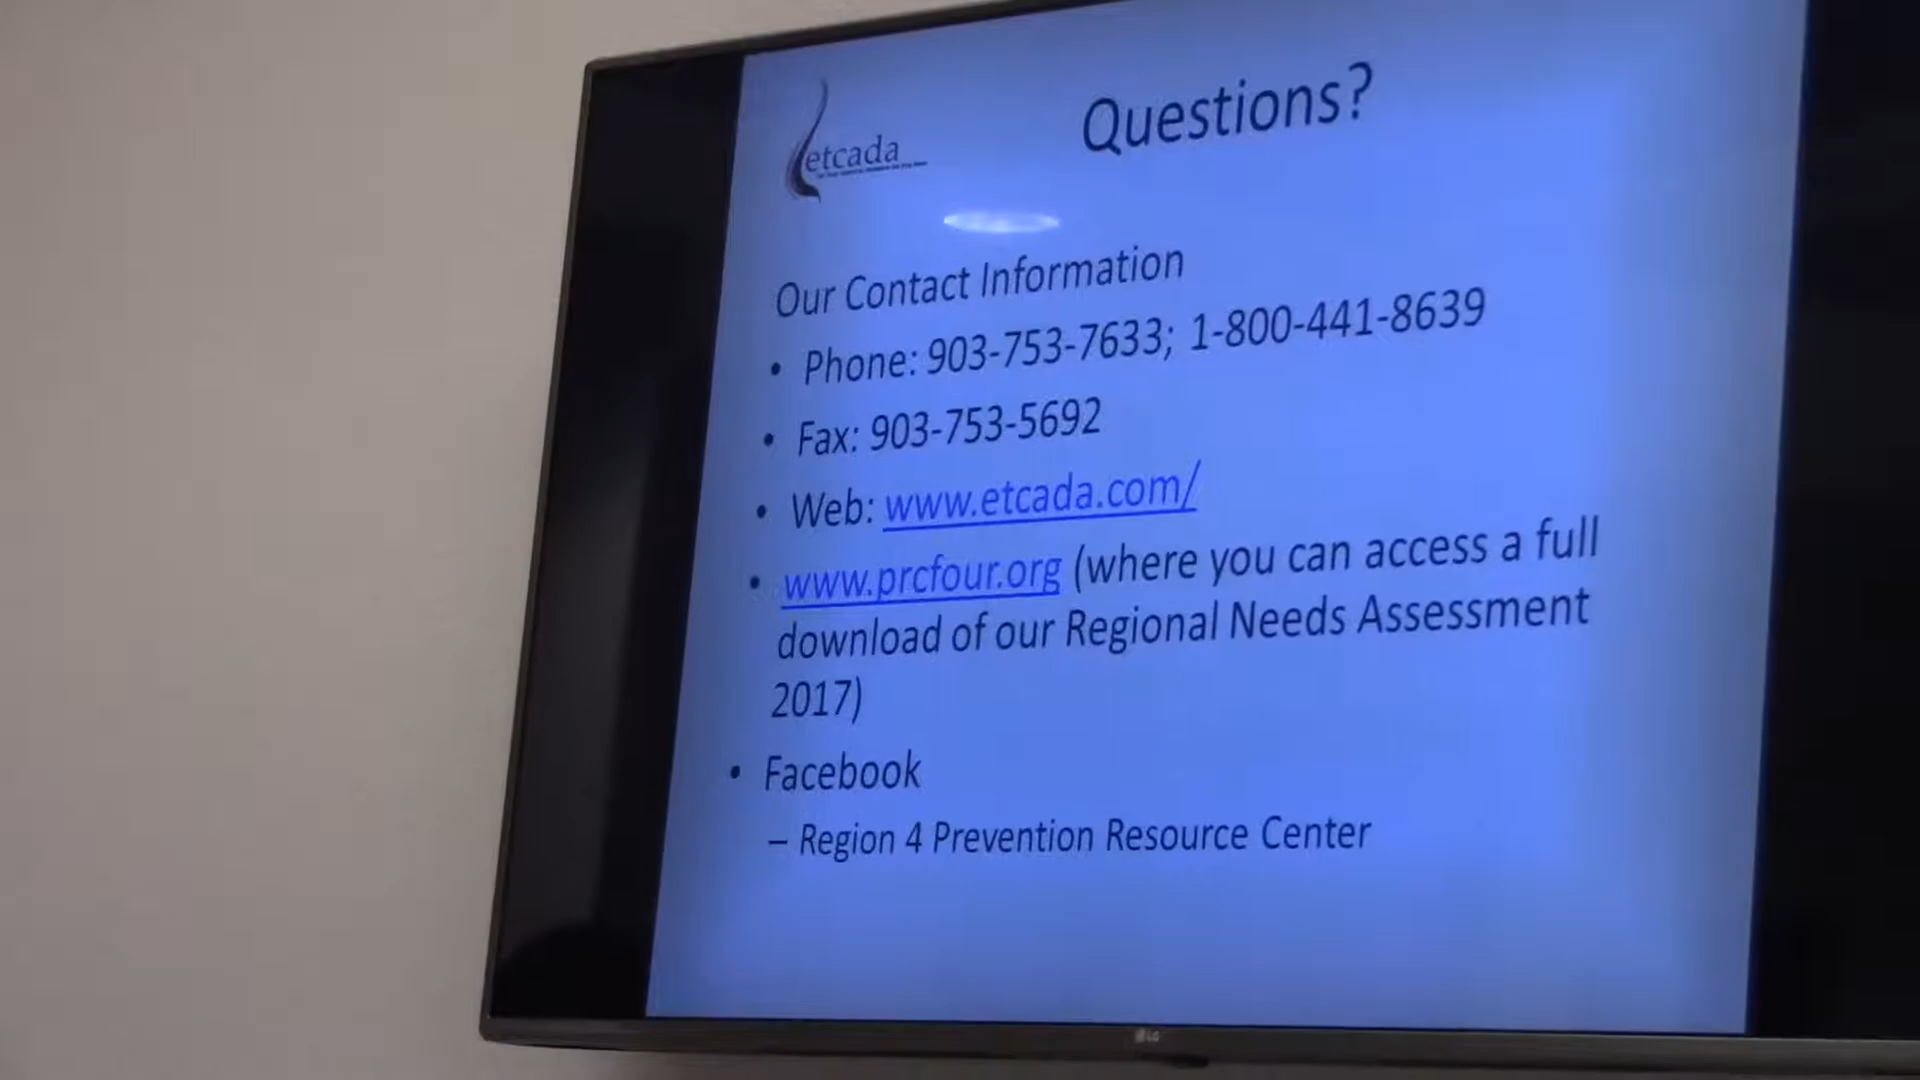 etcada
Questions?
Our Contact Information
• Phone: 903-753-7633; 1-800-441-8639
• Fax: 903-753-5692
• Web: www.etcada.com/
• www.prcfour.org (where you can access a full
download of our Regional Needs Assessment
2017)
• Facebook
– Region 4 Prevention Resource Center
LG